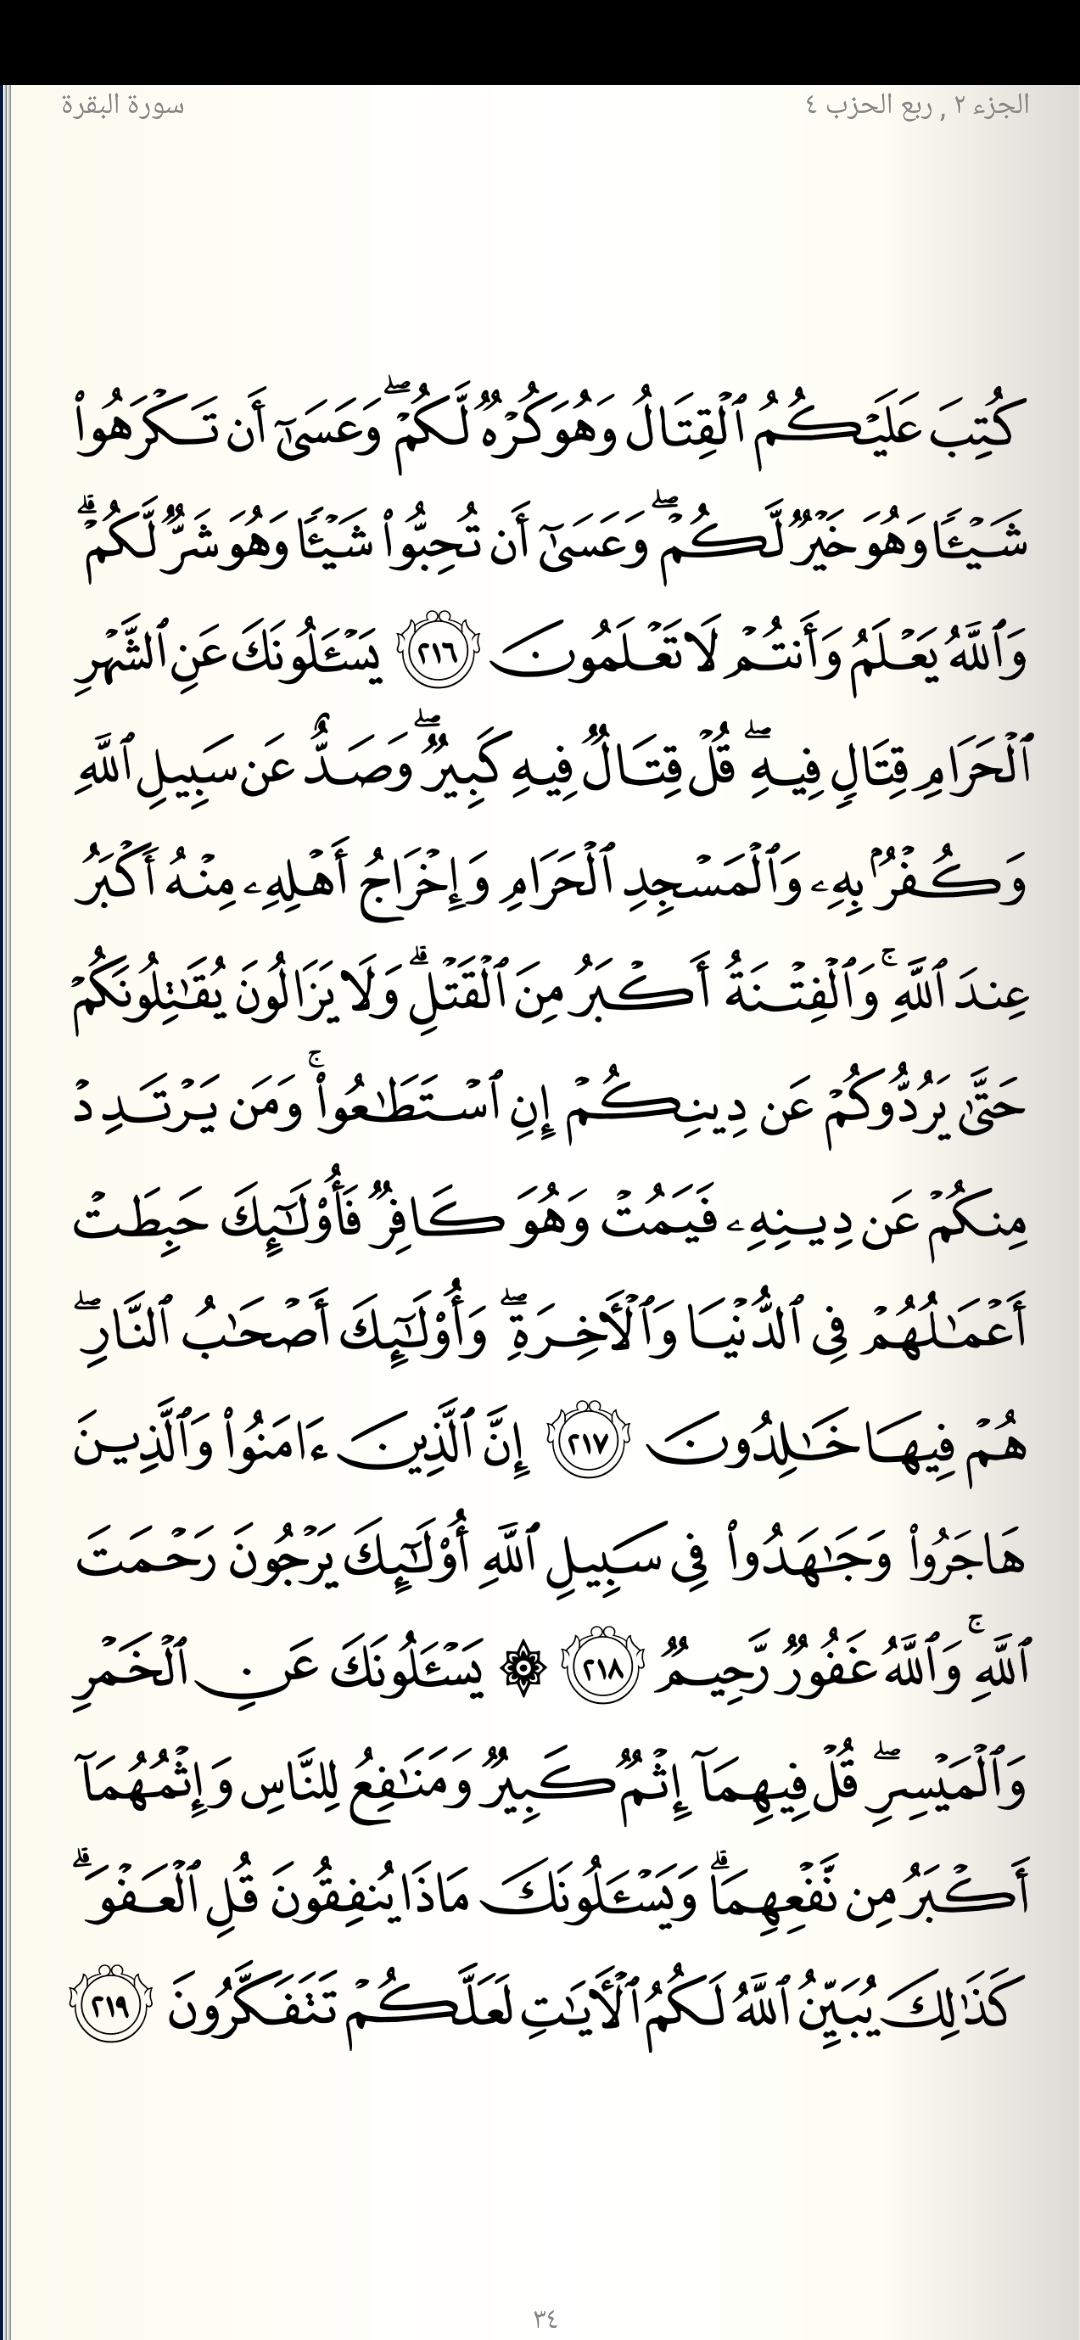 الجزء ٢ , ربع الحزب ٤
سورة البقرة
كُتِبَ عَلَيۡكُمُ ٱلۡقِتَالُ وَهُوَ كُرۡهٞ لَّكُمۡۖ وَعَسَىٰٓ أَن تَكۡرَهُواْ
شَيۡـٔٗا وَهُوَ خَيۡرٞ لَّكُمۡۖ وَعَسَىٰٓ أَن تُحِبُّواْ شَيۡـٔٗا وَهُوَ شَرّٞ لَّكُمۡۚ
وَٱللَّهُ يَعۡلَمُ وَأَنتُمۡ لَا تَعۡلَمُونَ ٢١٦ يَسۡـَٔلُونَكَ عَنِ ٱلشَّهۡرِ
ٱلۡحَرَامِ قِتَالٖ فِيهِۖ قُلۡ قِتَالٞ فِيهِ كَبِيرٞۖ وَصَدٌّ عَن سَبِيلِ ٱللَّهِ
وَكُفۡرُۢ بِهِۦ وَٱلۡمَسۡجِدِ ٱلۡحَرَامِ وَإِخۡرَاجُ أَهۡلِهِۦ مِنۡهُ أَكۡبَرُ
عِندَ ٱللَّهِۚ وَٱلۡفِتۡنَةُ أَكۡبَرُ مِنَ ٱلۡقَتۡلِۗ وَلَا يَزَالُونَ يُقَٰتِلُونَكُمۡ
حَتَّىٰ يَرُدُّوكُمۡ عَن دِينِكُمۡ إِنِ ٱسۡتَطَٰعُواْۚ وَمَن يَرۡتَدِدۡ
مِنكُمۡ عَن دِينِهِۦ فَيَمُتۡ وَهُوَ كَافِرٞ فَأُوْلَٰٓئِكَ حَبِطَتۡ
أَعۡمَٰلُهُمۡ فِي ٱلدُّنۡيَا وَٱلۡأٓخِرَةِۖ وَأُوْلَٰٓئِكَ أَصۡحَٰبُ ٱلنَّارِۖ
هُمۡ فِيهَا خَٰلِدُونَ ٢١٧ إِنَّ ٱلَّذِينَ ءَامَنُواْ وَٱلَّذِينَ
هَاجَرُواْ وَجَٰهَدُواْ فِي سَبِيلِ ٱللَّهِ أُوْلَٰٓئِكَ يَرۡجُونَ رَحۡمَتَ
ٱللَّهِۚ وَٱللَّهُ غَفُورٞ رَّحِيمٞ ٢١٨ ۞ يَسۡـَٔلُونَكَ عَنِ ٱلۡخَمۡرِ
وَٱلۡمَيۡسِرِۖ قُلۡ فِيهِمَآ إِثۡمٞ كَبِيرٞ وَمَنَٰفِعُ لِلنَّاسِ وَإِثۡمُهُمَآ
أَكۡبَرُ مِن نَّفۡعِهِمَاۗ وَيَسۡـَٔلُونَكَ مَاذَا يُنفِقُونَ قُلِ ٱلۡعَفۡوَۗ
كَذَٰلِكَ يُبَيِّنُ ٱللَّهُ لَكُمُ ٱلۡأٓيَٰتِ لَعَلَّكُمۡ تَتَفَكَّرُونَ ٢١٩
٣٤